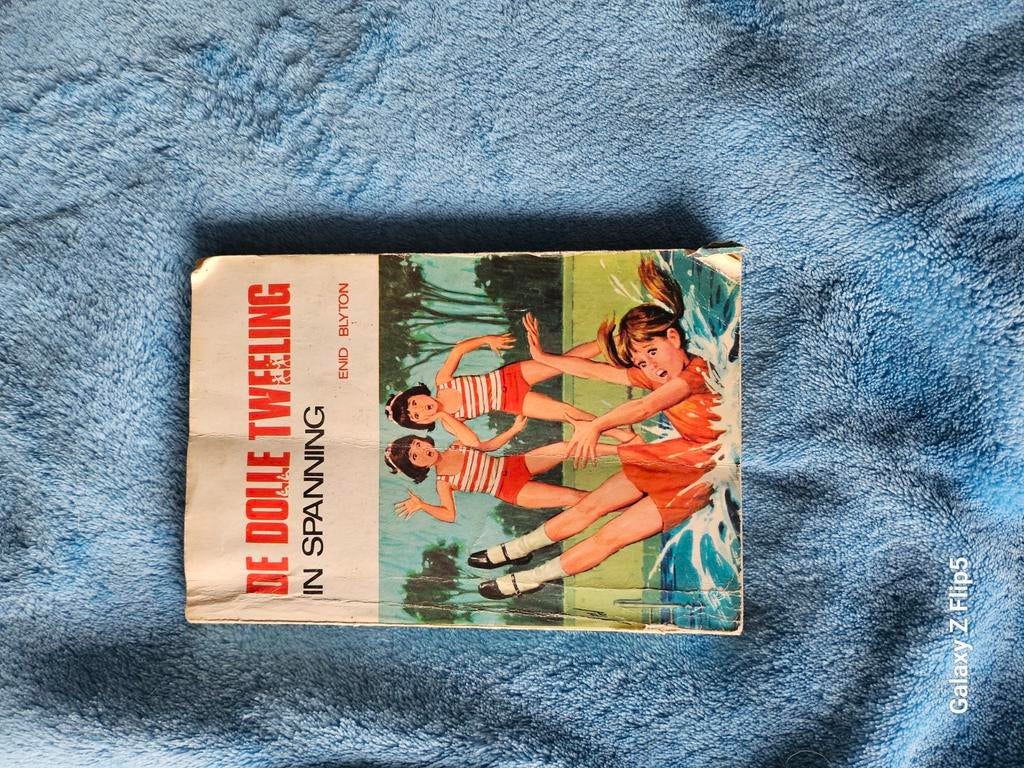 DE DOLLE TWEELING
IN SPANNING
ENID BLYTON
Galaxy Z Flip5